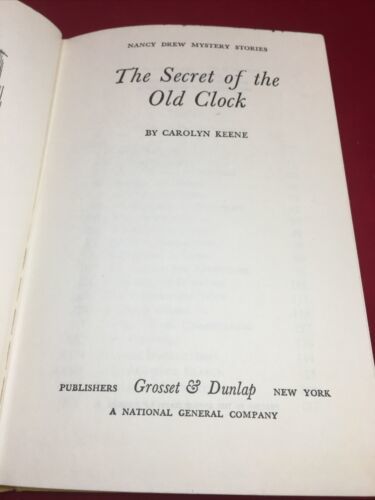 NANCY DREW MYSTERY STORIES
The Secret of the
Old Clock
BY CAROLYN KEENE
PUBLISHERS Grosset & Dunlap NEW YORK
A NATIONAL GENERAL COMPANY